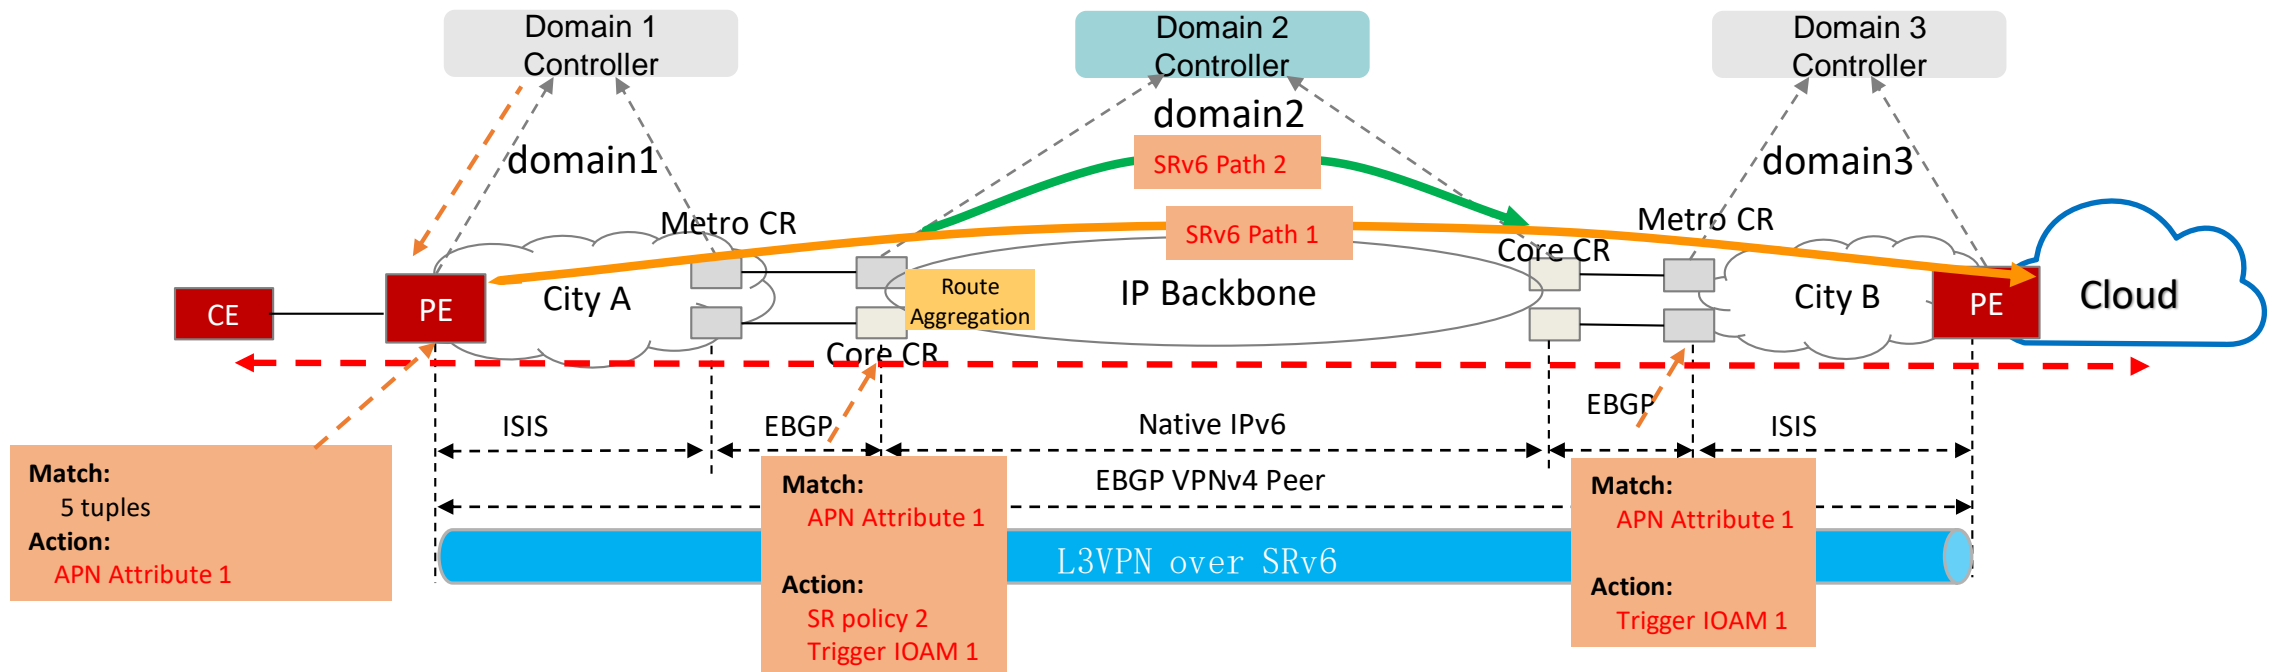 Domain 1
Controller
Domain 2
Controller
Domain 3
Controller
domain1
domain2
domain3
SRv6 Path 2
SRv6 Path 1
Metro CR
Metro CR
Core CR
Route
Aggregation
CE
PE
City A
IP Backbone
City B
PE
Cloud
Core CR
ISIS
EBGP
Native IPv6
EBGP
ISIS
EBGP VPNv4 Peer
L3VPN over SRv6
Match:
5 tuples
Action:
APN Attribute 1
Match:
APN Attribute 1
Action:
SR policy 2
Trigger IOAM 1
Match:
APN Attribute 1
Action:
Trigger IOAM 1